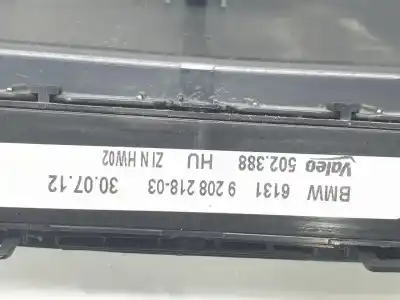 BMW 6131 9 208 218-03 30.07.12
Valeo 502.388 HU ZI N HW02